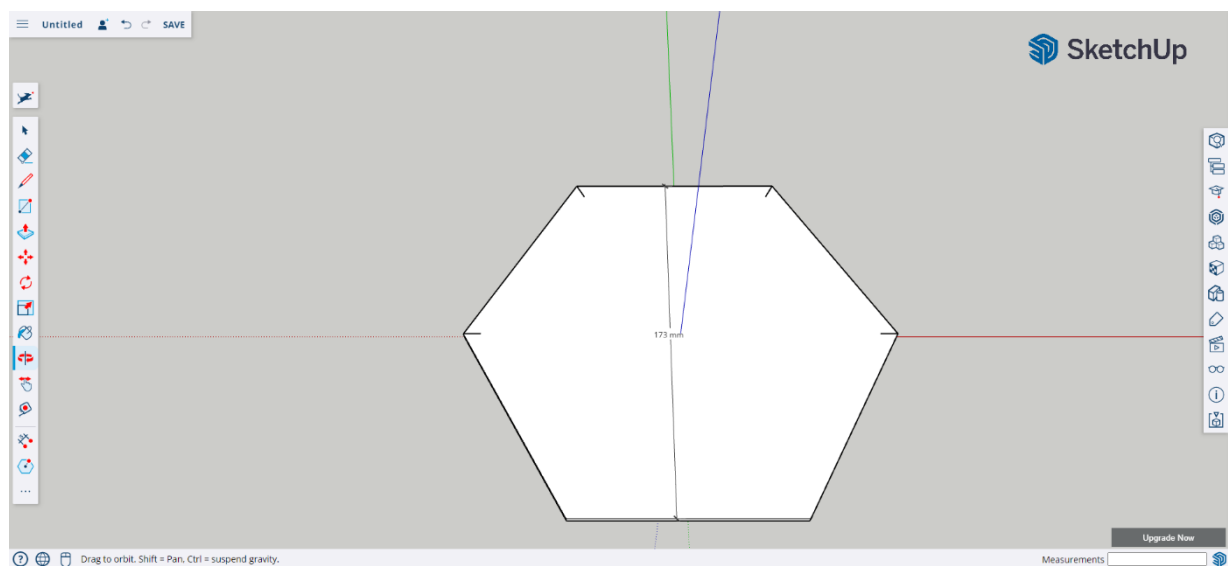 Untitled SAVE
SketchUp
173 mm
Upgrade Now
Drag to orbit. Shift = Pan, Ctrl = suspend gravity.
Measurements